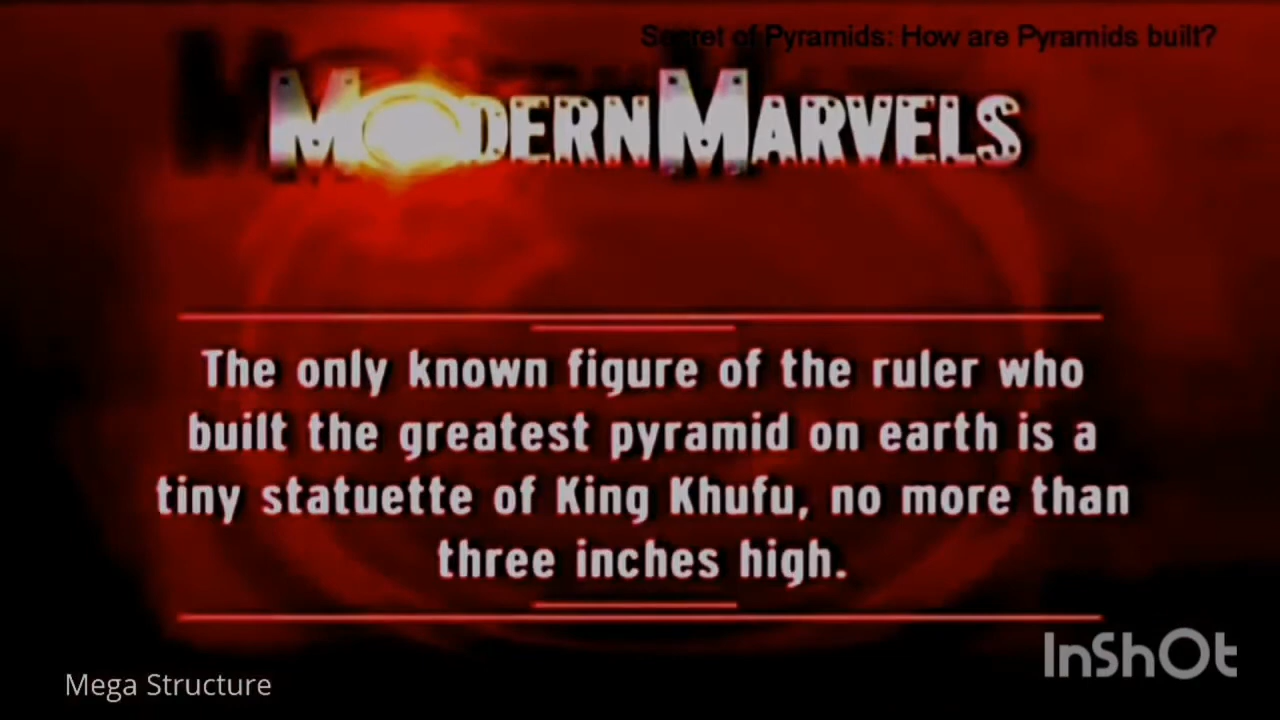 Secret of Pyramids: How are Pyramids built?
MODERN MARVELS
The only known figure of the ruler who
built the greatest pyramid on earth is a
tiny statuette of King Khufu, no more than
three inches high.
InShOt
Mega Structure